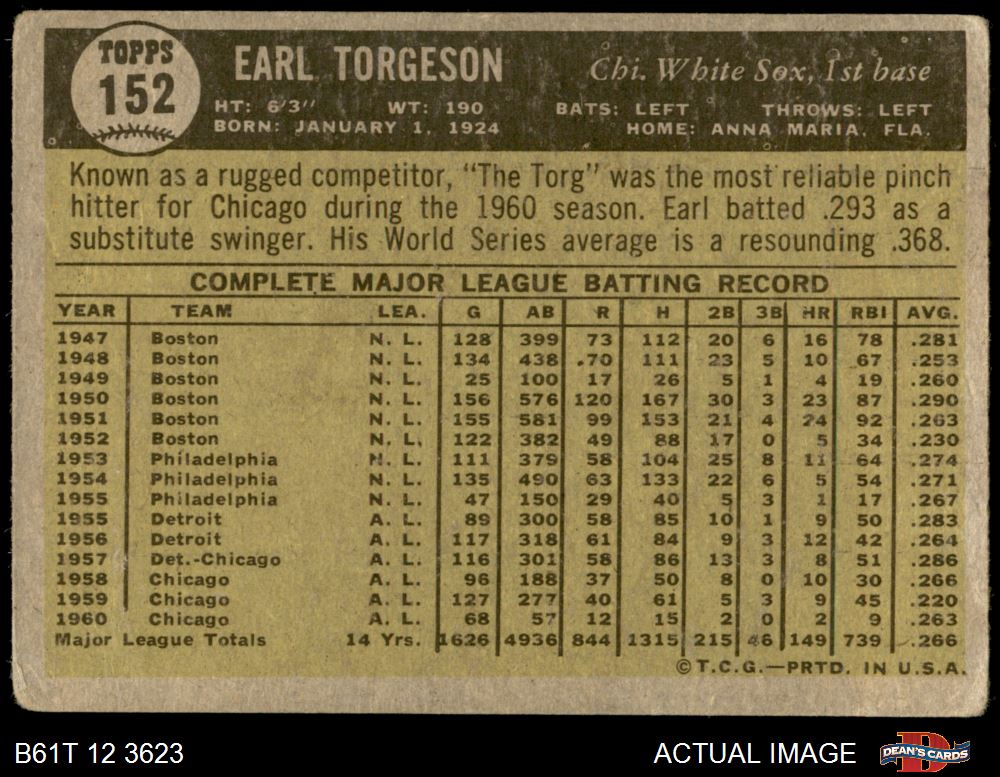 TOPPS
152
EARL TORGESON
Chi. White Sox, 1st base
HT: 6'3" WT: 190 BATS: LEFT THROWS: LEFT
BORN: JANUARY 1, 1924 HOME: ANNA MARIA, FLA.
Known as a rugged competitor, "The Torg" was the most reliable pinch
hitter for Chicago during the 1960 season. Earl batted .293 as a
substitute swinger. His World Series average is a resounding .368.
COMPLETE MAJOR LEAGUE BATTING RECORD
YEAR TEAM LEA. G AB R H 2B 3B HR RBI AVG.
1947 Boston N. L. 128 399 73 112 20 6 16 78 .281
1948 Boston N. L. 134 438 .70 111 23 5 10 67 .253
1949 Boston N. L. 25 100 17 26 5 1 4 19 .260
1950 Boston N. L. 156 576 120 167 30 3 23 87 .290
1951 Boston N. L. 155 581 99 153 21 4 24 92 .263
1952 Boston N. L. 122 382 49 88 17 0 5 34 .230
1953 Philadelphia N. L. 111 379 58 104 25 8 11 64 .274
1954 Philadelphia N. L. 135 490 63 133 22 6 5 54 .271
1955 Philadelphia N. L. 47 150 29 40 5 3 1 17 .267
1955 Detroit A. L. 89 300 58 85 10 1 9 50 .283
1956 Detroit A. L. 117 318 61 84 9 3 12 42 .264
1957 Det.-Chicago A. L. 116 301 58 86 13 3 8 51 .286
1958 Chicago A. L. 96 188 37 50 8 0 10 30 .266
1959 Chicago A. L. 127 277 40 61 5 3 9 45 .220
1960 Chicago A. L. 68 57 12 15 2 0 2 9 .263
Major League Totals 14 Yrs. 1626 4936 844 1315 215 46 149 739 .266
©T.C.G.—PRTD. IN U.S.A.
B61T 12 3623 ACTUAL IMAGE DEAN'S CARDS